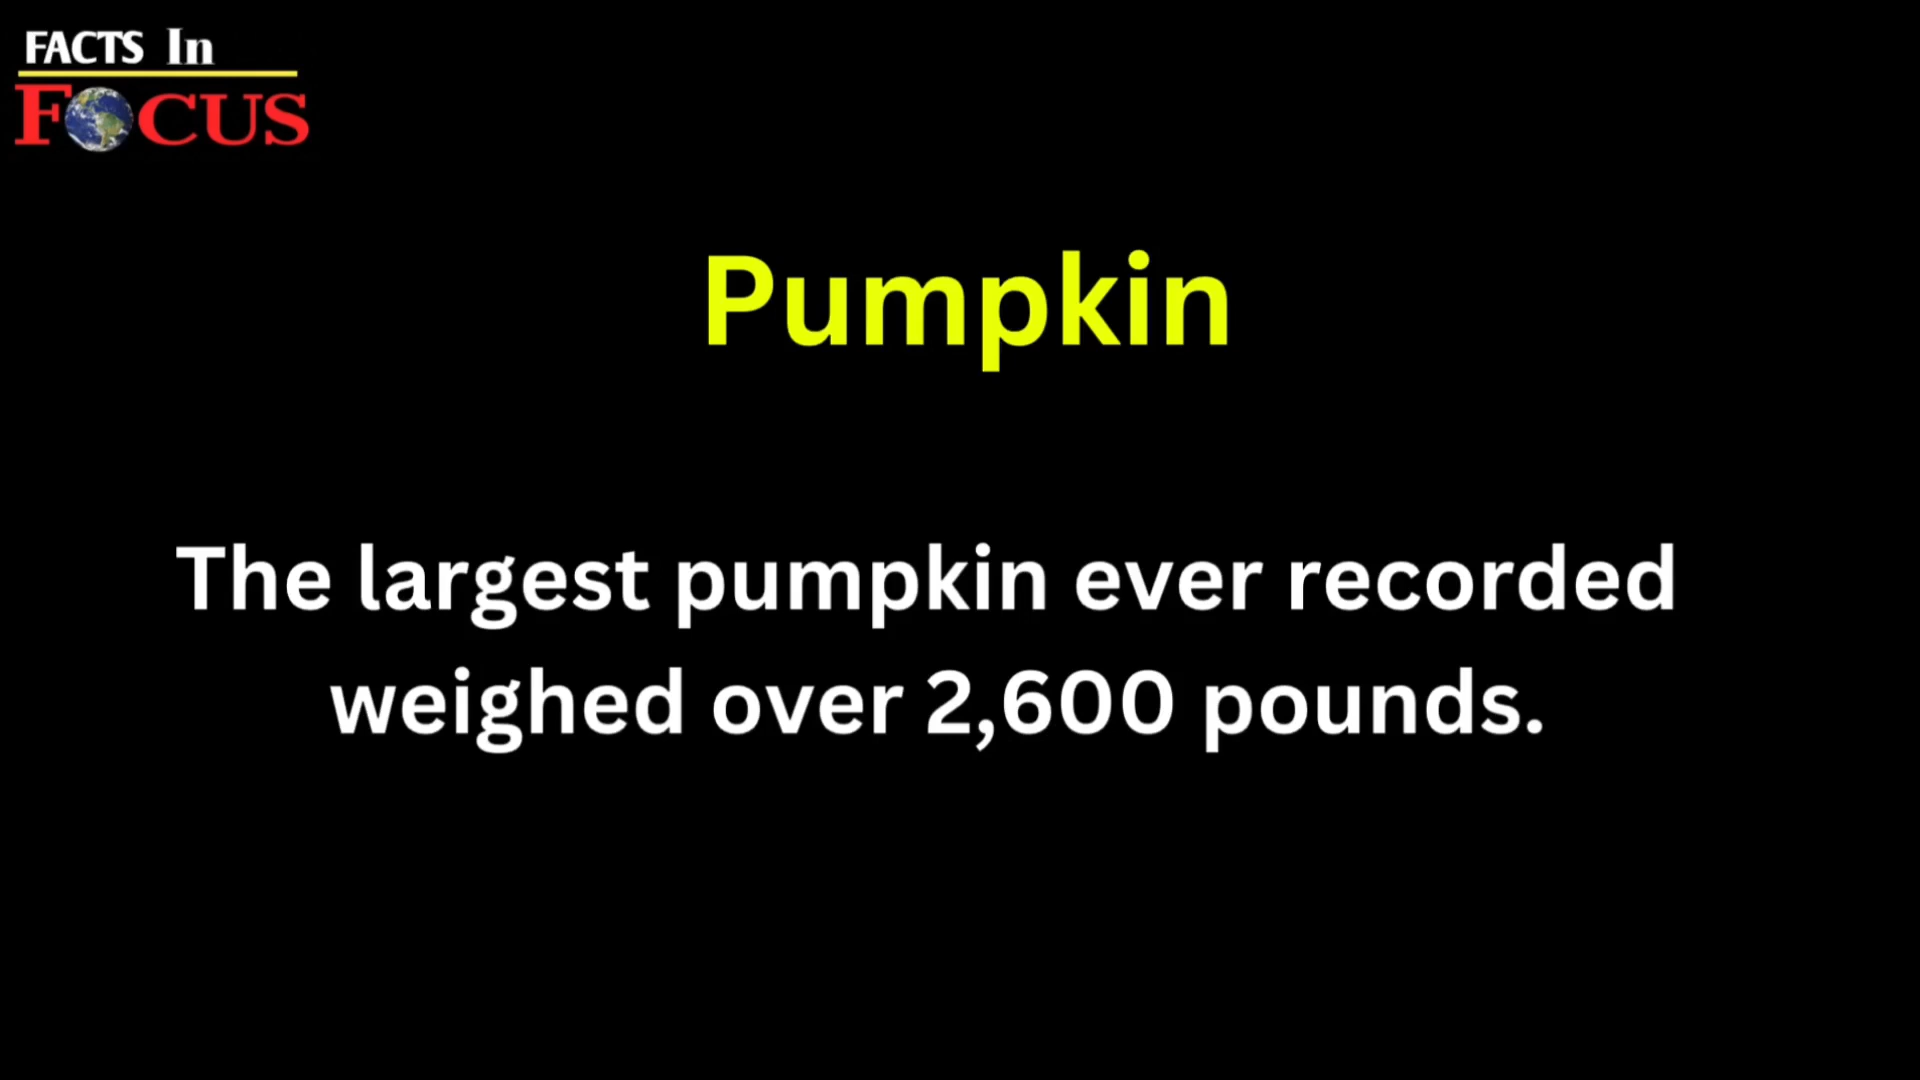 FACTS In
FOCUS
Pumpkin
The largest pumpkin ever recorded
weighed over 2,600 pounds.